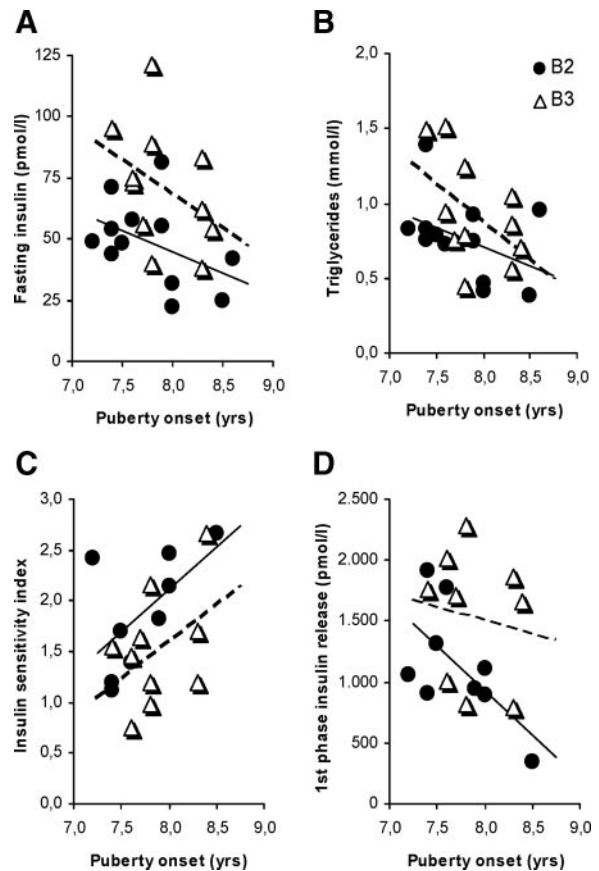 A
Fasting insulin (pmol/l)
125
100
75
50
25
0
7,0 7,5 8,0 8,5 9,0
Puberty onset (yrs)
B
Triglycerides (mmol/l)
2,0
1,5
1,0
0,5
0,0
7,0 7,5 8,0 8,5 9,0
Puberty onset (yrs)
B2
B3
C
Insulin sensitivity index
3,0
2,5
2,0
1,5
1,0
0,5
0,0
7,0 7,5 8,0 8,5 9,0
Puberty onset (yrs)
D
1st phase insulin release (pmol/l)
2.500
2.000
1.500
1.000
500
0
7,0 7,5 8,0 8,5 9,0
Puberty onset (yrs)